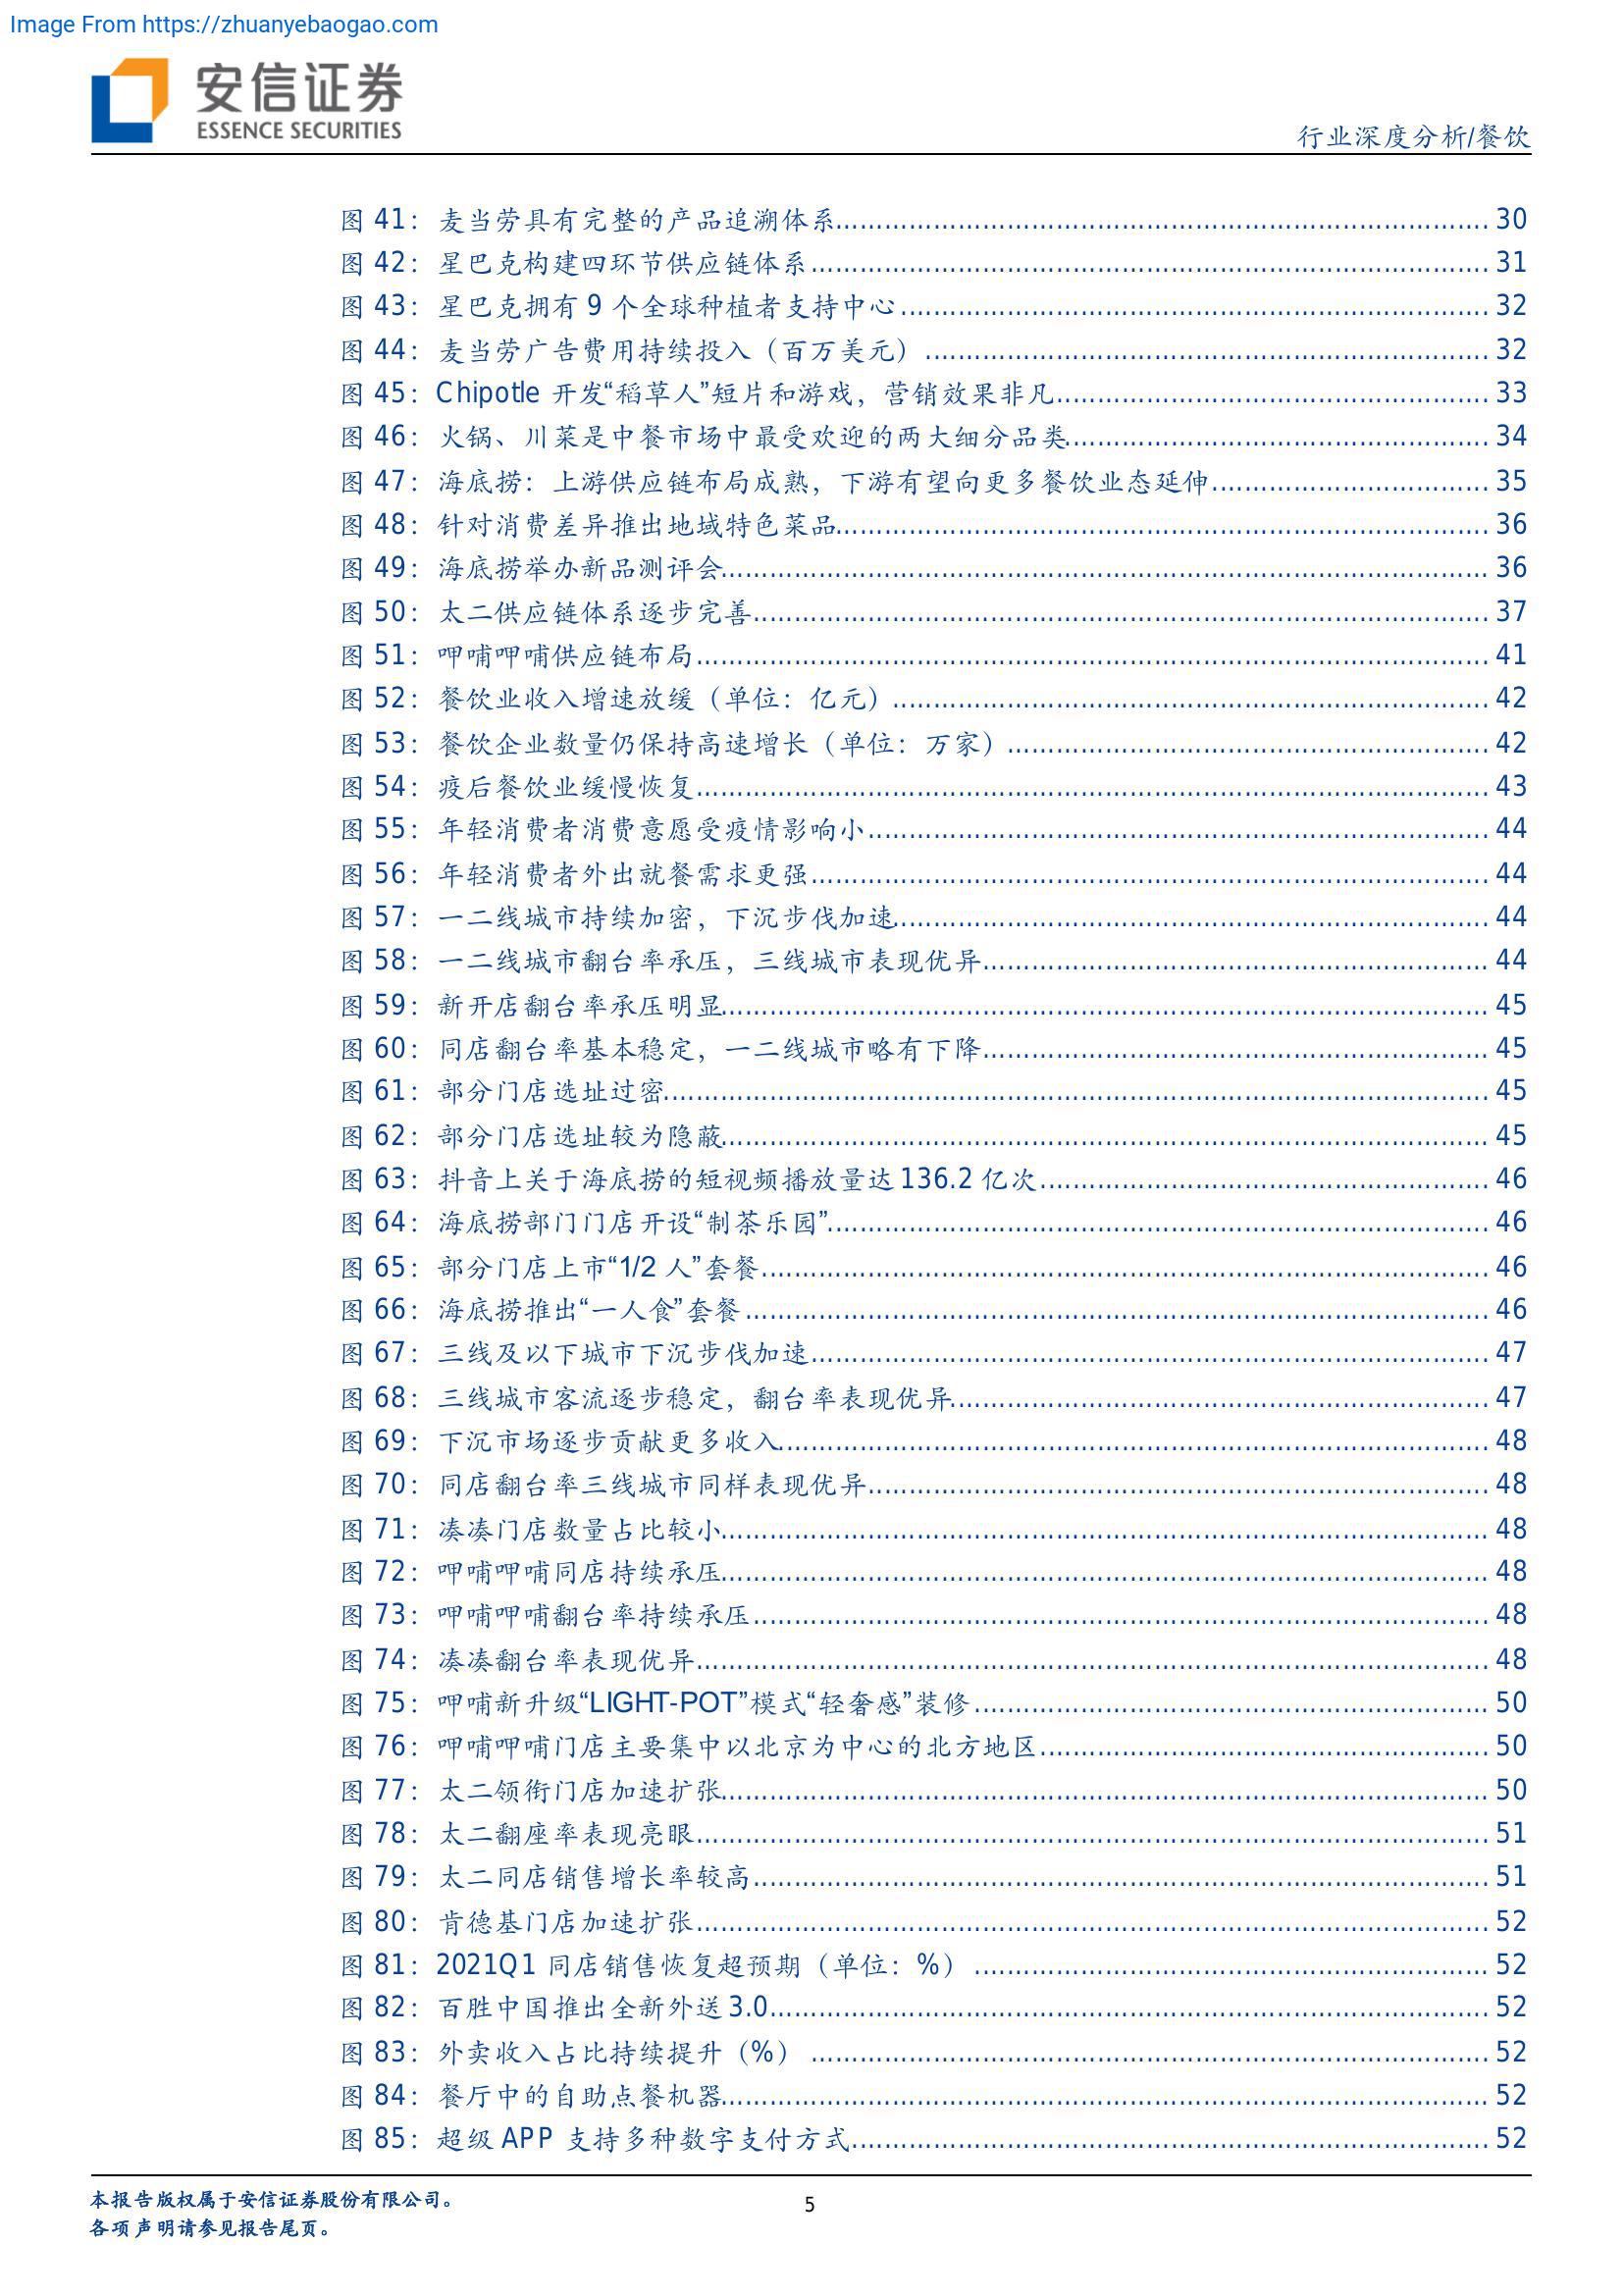 Image From https://zhuanyebaogao.com
安信证券
ESSENCE SECURITIES
行业深度分析/餐饮
图 41：麦当劳具有完整的产品追溯体系 30
图 42：星巴克构建四环节供应链体系 31
图 43：星巴克拥有 9 个全球种植者支持中心 32
图 44：麦当劳广告费用持续投入（百万美元） 32
图 45：Chipotle 开发“稻草人”短片和游戏，营销效果非凡 33
图 46：火锅、川菜是中餐市场中最受欢迎的两大细分品类 34
图 47：海底捞：上游供应链布局成熟，下游有望向更多餐饮业态延伸 35
图 48：针对消费差异推出地域特色菜品 36
图 49：海底捞举办新品测评会 36
图 50：太二供应链体系逐步完善 37
图 51：呷哺呷哺供应链布局 41
图 52：餐饮业收入增速放缓（单位：亿元） 42
图 53：餐饮企业数量仍保持高速增长（单位：万家） 42
图 54：疫后餐饮业缓慢恢复 43
图 55：年轻消费者消费意愿受疫情影响小 44
图 56：年轻消费者外出就餐需求更强 44
图 57：一二线城市持续加密，下沉步伐加速 44
图 58：一二线城市翻台率承压，三线城市表现优异 44
图 59：新开店翻台率承压明显 45
图 60：同店翻台率基本稳定，一二线城市略有下降 45
图 61：部分门店选址过密 45
图 62：部分门店选址较为隐蔽 45
图 63：抖音上关于海底捞的短视频播放量达 136.2 亿次 46
图 64：海底捞部门门店开设“制茶乐园” 46
图 65：部分门店上市“1/2 人”套餐 46
图 66：海底捞推出“一人食”套餐 46
图 67：三线及以下城市下沉步伐加速 47
图 68：三线城市客流逐步稳定，翻台率表现优异 47
图 69：下沉市场逐步贡献更多收入 48
图 70：同店翻台率三线城市同样表现优异 48
图 71：凑凑门店数量占比较小 48
图 72：呷哺呷哺同店持续承压 48
图 73：呷哺呷哺翻台率持续承压 48
图 74：凑凑翻台率表现优异 48
图 75：呷哺新升级“LIGHT-POT”模式“轻奢感”装修 50
图 76：呷哺呷哺门店主要集中以北京为中心的北方地区 50
图 77：太二领衔门店加速扩张 50
图 78：太二翻座率表现亮眼 51
图 79：太二同店销售增长率较高 51
图 80：肯德基门店加速扩张 52
图 81：2021Q1 同店销售恢复超预期（单位：%） 52
图 82：百胜中国推出全新外送 3.0 52
图 83：外卖收入占比持续提升（%） 52
图 84：餐厅中的自助点餐机器 52
图 85：超级 APP 支持多种数字支付方式 52
本报告版权属于安信证券股份有限公司。
各项声明请参见报告尾页。
5